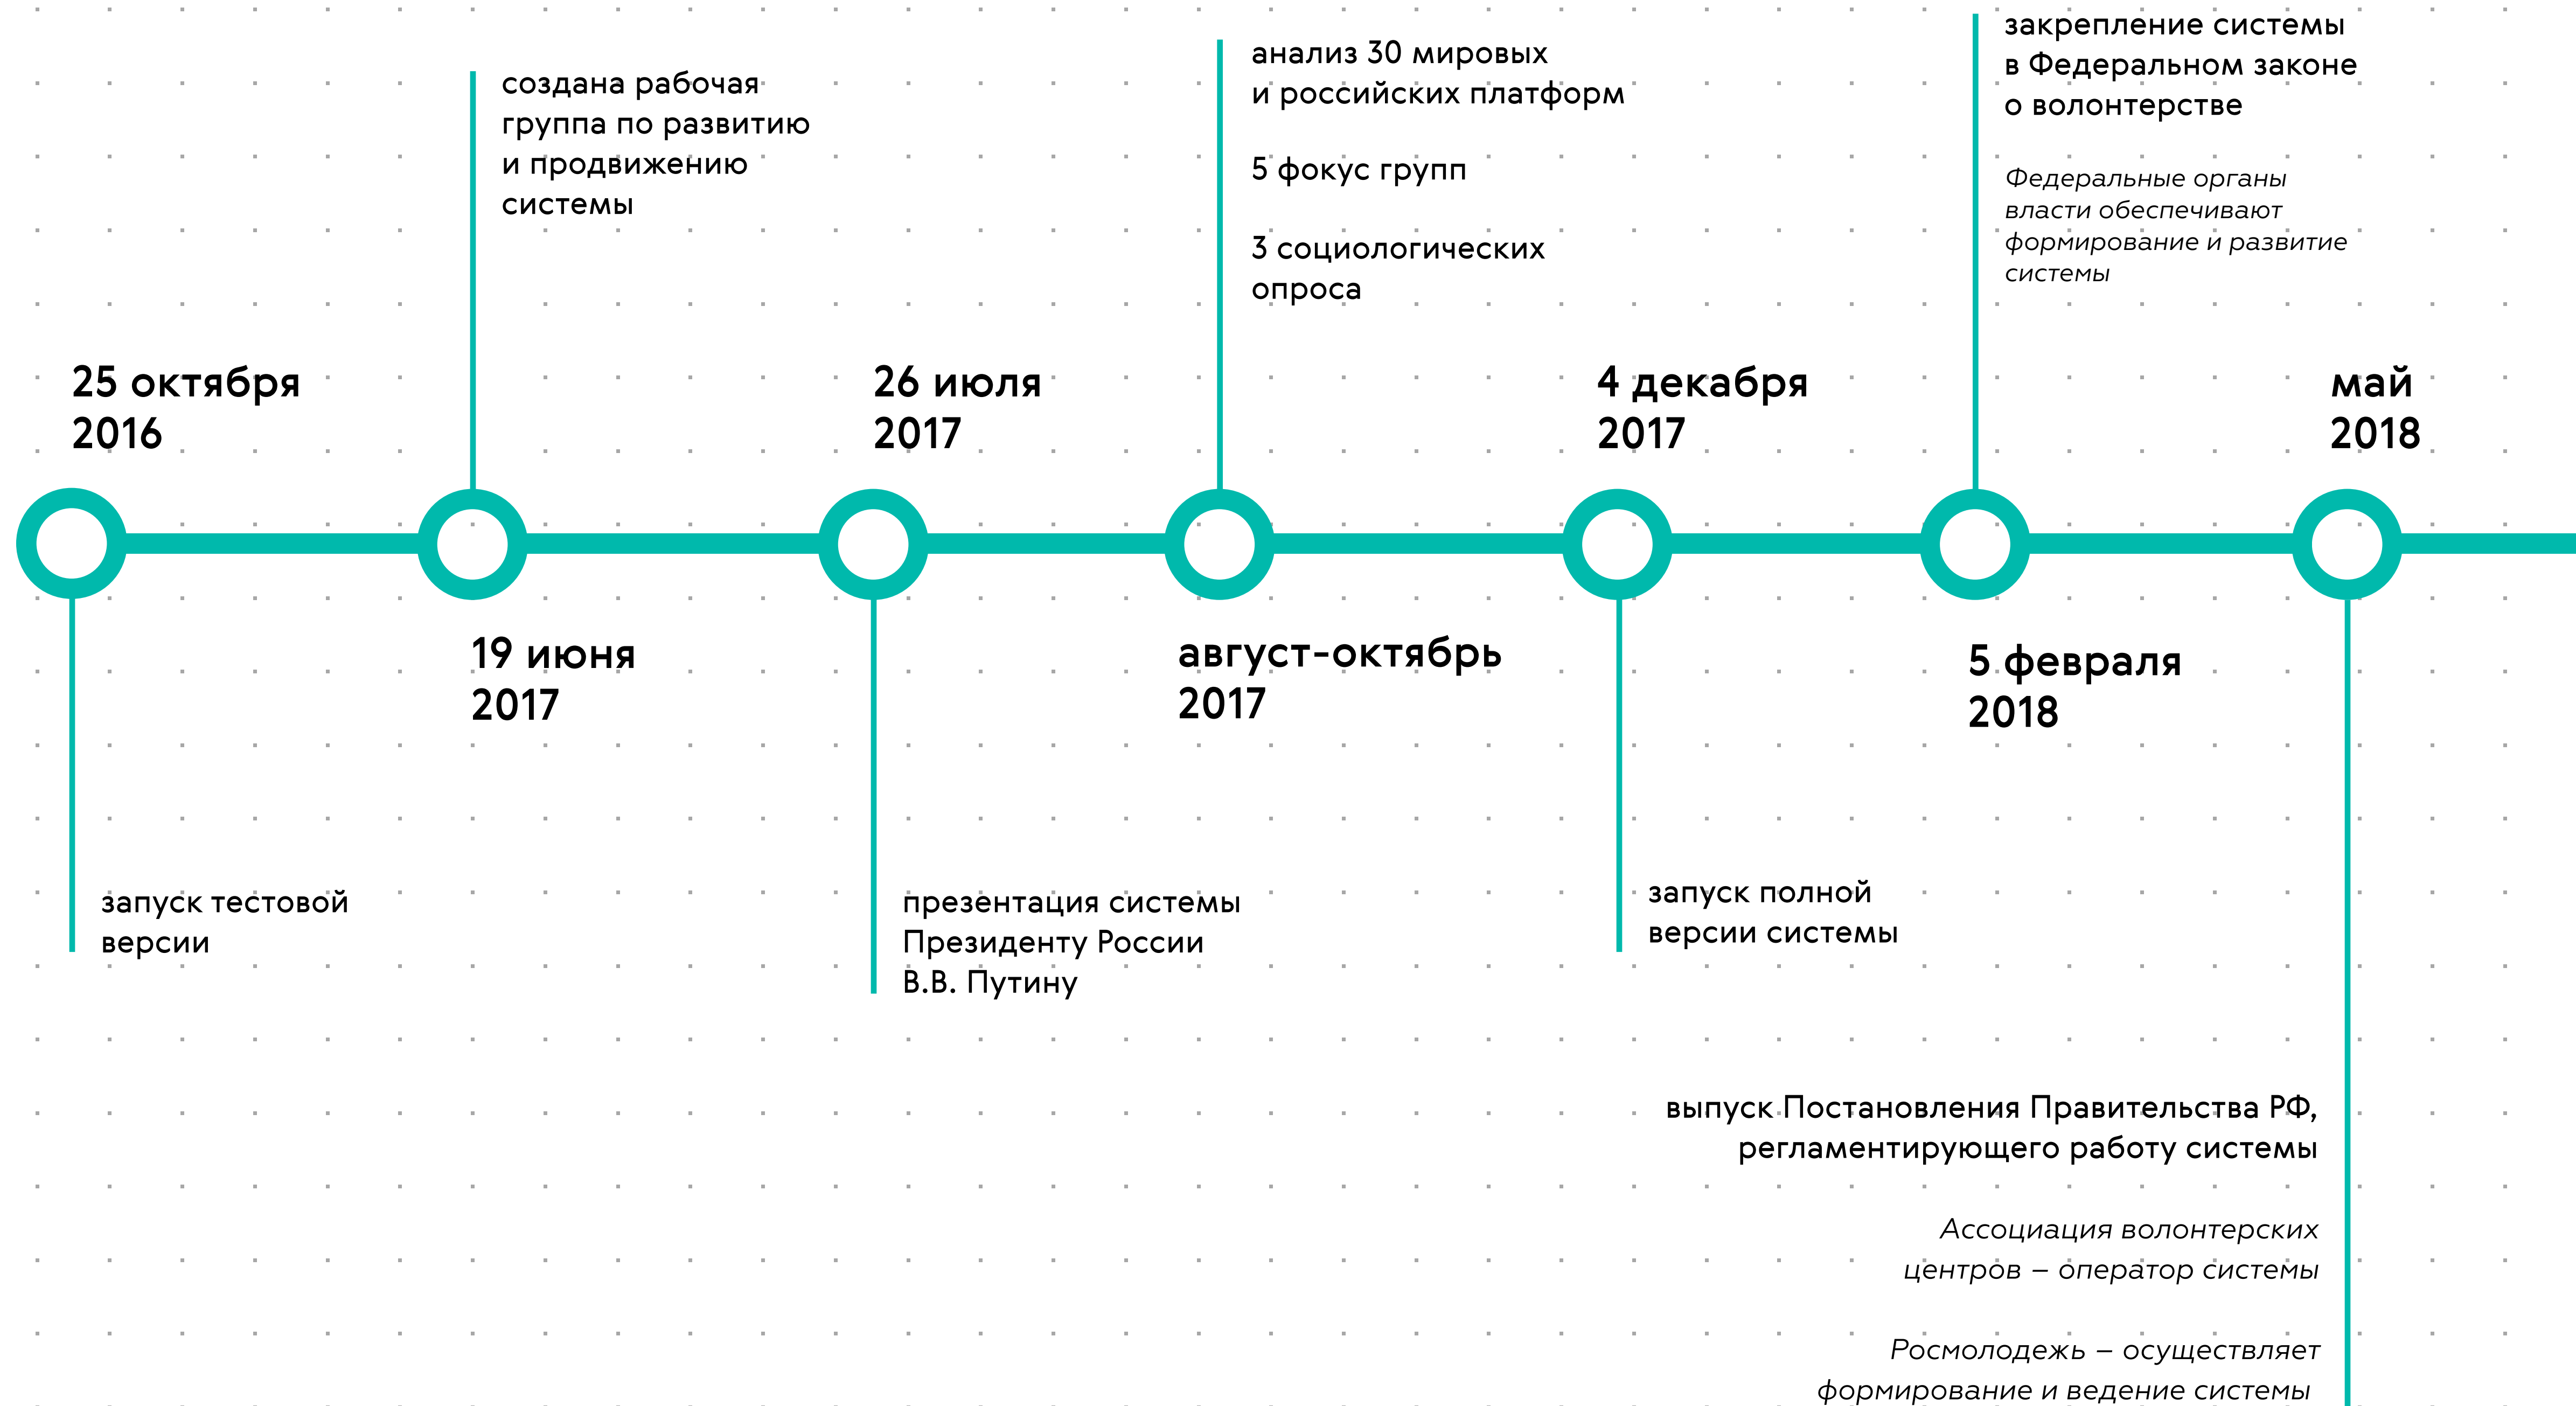 25 октября
2016
запуск тестовой
версии
создана рабочая
группа по развитию
и продвижению
системы
19 июня
2017
26 июля
2017
презентация системы
Президенту России
В.В. Путину
анализ 30 мировых
и российских платформ
5 фокус групп
3 социологических
опроса
август-октябрь
2017
4 декабря
2017
запуск полной
версии системы
закрепление системы
в Федеральном законе
о волонтерстве
Федеральные органы
власти обеспечивают
формирование и развитие
системы
5 февраля
2018
май
2018
выпуск Постановления Правительства РФ,
регламентирующего работу системы
Ассоциация волонтерских
центров – оператор системы
Росмолодежь – осуществляет
формирование и ведение системы